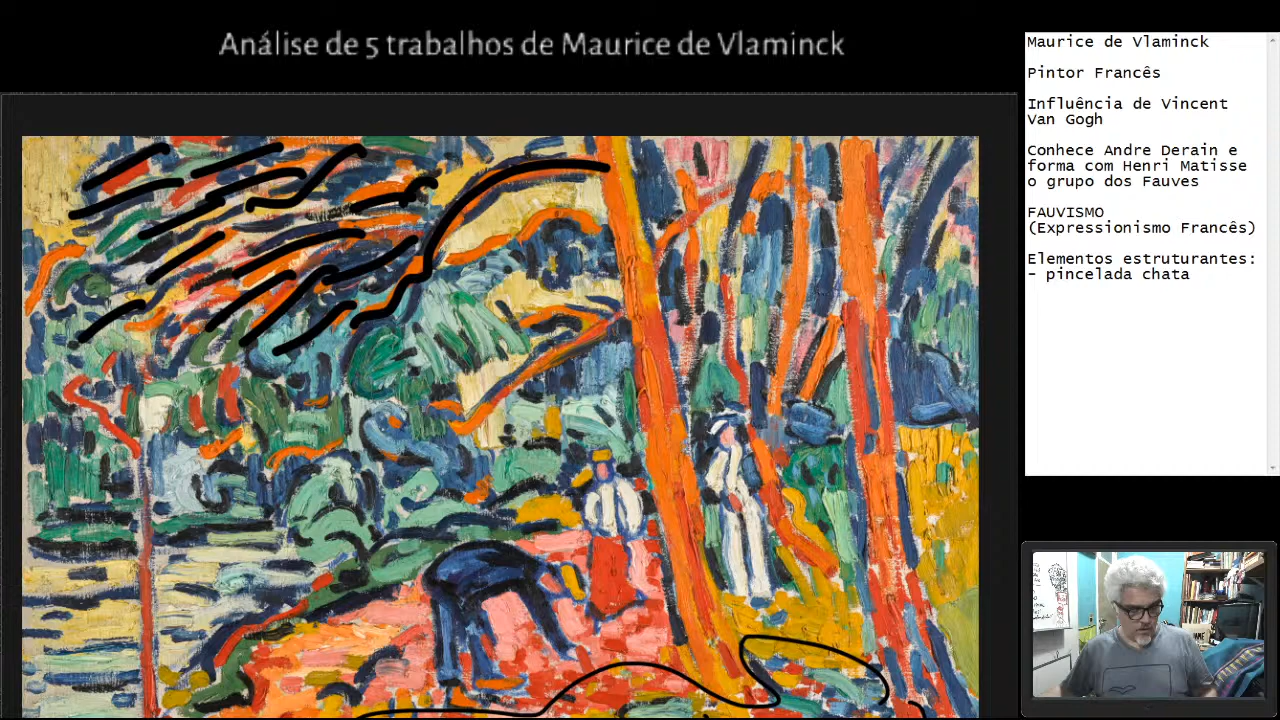 Análise de 5 trabalhos de Maurice de Vlaminck
Maurice de Vlaminck
Pintor Francês
Influência de Vincent
Van Gogh
Conhece Andre Derain e
forma com Henri Matisse
o grupo dos Fauves
FAUVISMO
(Expressionismo Francês)
Elementos estruturantes:
- pincelada chata